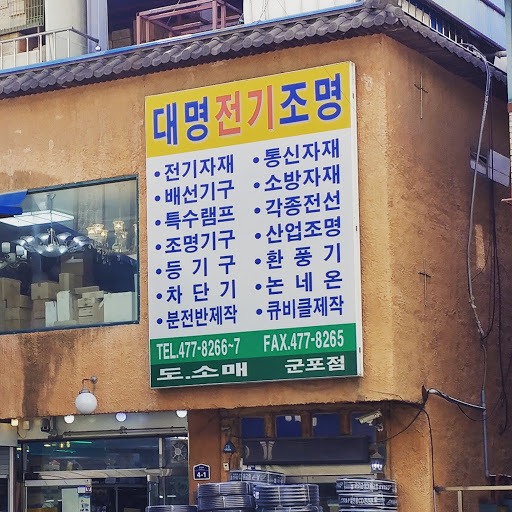 대명전기조명
•전기자재 •통신자재
•배선기구 •소방자재
•특수램프 •각종전선
•조명기구 •산업조명
•등기구 •환풍기
•차단기 •논네온
•분전반제작 •큐비클제작
TEL.477-8266~7 FAX.477-8265
도.소매 군포점
4-1